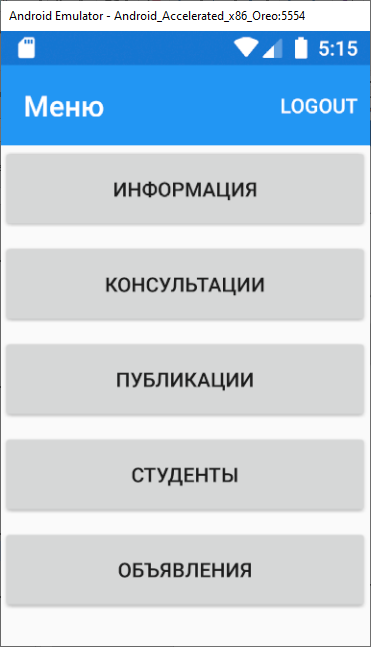 Android Emulator - Android_Accelerated_x86_Oreo:5554
5:15
Меню LOGOUT
ИНФОРМАЦИЯ
КОНСУЛЬТАЦИИ
ПУБЛИКАЦИИ
СТУДЕНТЫ
ОБЪЯВЛЕНИЯ